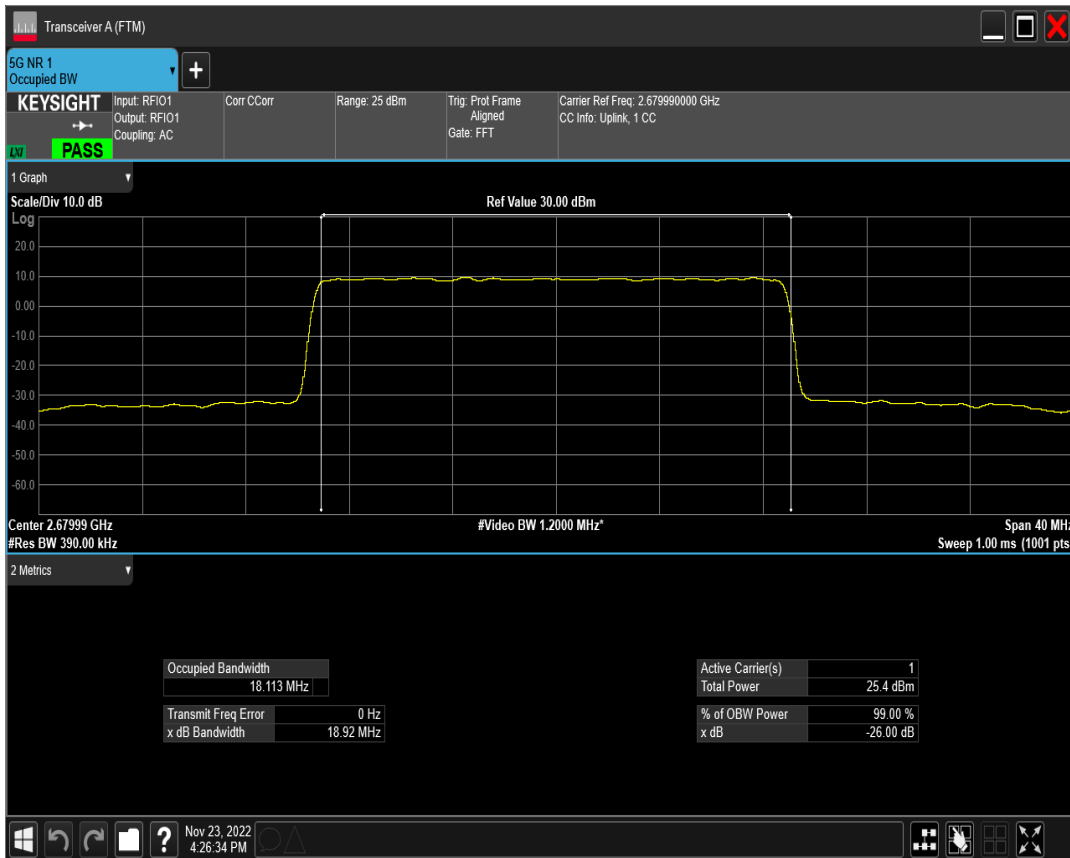 Transceiver A (FTM)
5G NR 1
Occupied BW
+
KEYSIGHT
LXI
PASS
Input: RFIO1
Output: RFIO1
Coupling: AC
Corr CCorr
Range: 25 dBm
Trig: Prot Frame
Aligned
Gate: FFT
Carrier Ref Freq: 2.679990000 GHz
CC Info: Uplink, 1 CC
1 Graph
Scale/Div 10.0 dB
Ref Value 30.00 dBm
Log
20.0
10.0
0.00
-10.0
-20.0
-30.0
-40.0
-50.0
-60.0
Center 2.67999 GHz
#Video BW 1.2000 MHz*
Span 40 MHz
#Res BW 390.00 kHz
Sweep 1.00 ms (1001 pts
2 Metrics
Occupied Bandwidth
18.113 MHz
Transmit Freq Error 0 Hz
x dB Bandwidth 18.92 MHz
Active Carrier(s) 1
Total Power 25.4 dBm
% of OBW Power 99.00 %
x dB -26.00 dB
?
Nov 23, 2022
4:26:34 PM